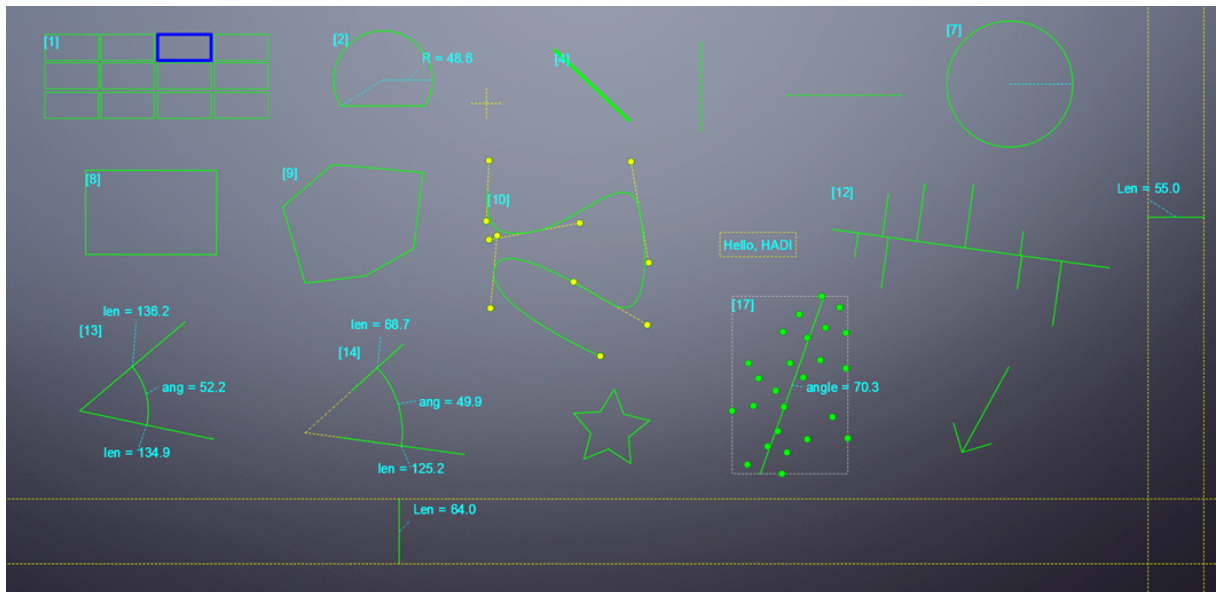 [1]
[2]
R = 48.6
[4]
[7]
[8]
[9]
[10]
[12]
Len = 55.0
Hello, HADI
len = 136.2
[13]
ang = 52.2
len = 134.9
len = 68.7
[14]
ang = 49.9
len = 125.2
[17]
angle = 70.3
Len = 64.0